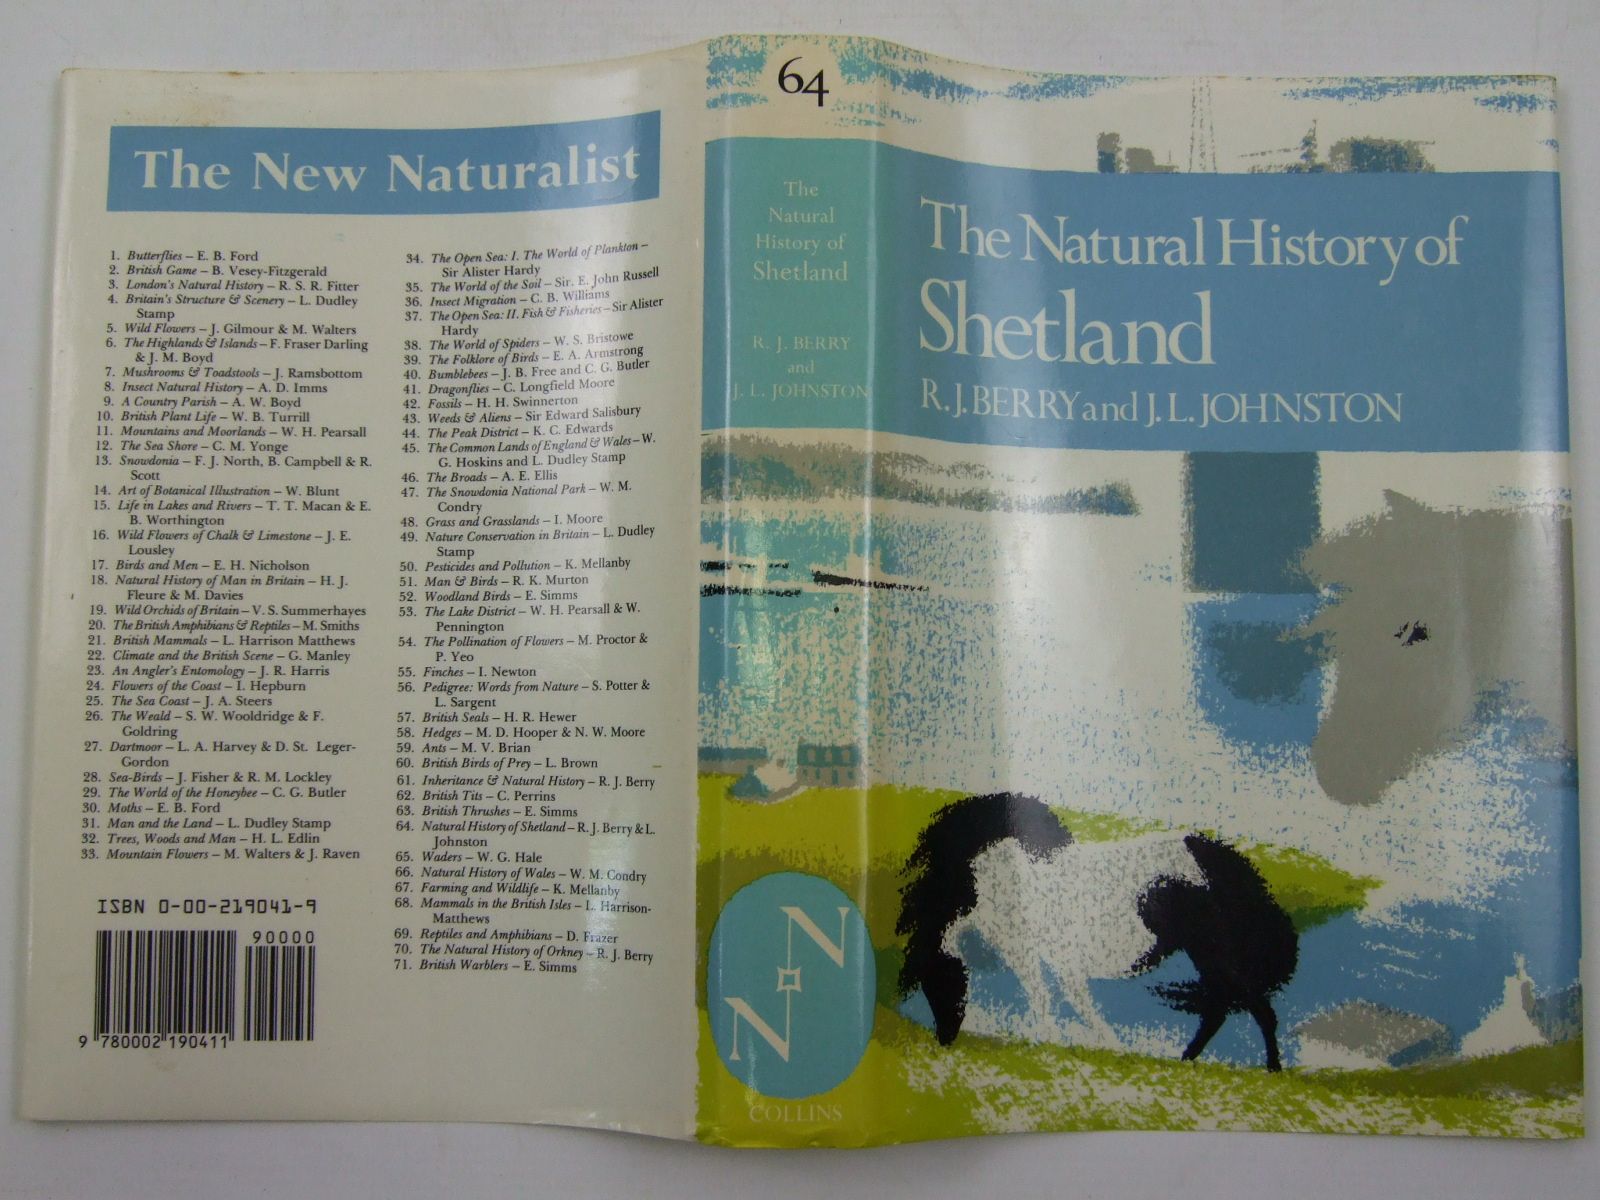 The New Naturalist
1. Butterflies – E. B. Ford
2. British Game – B. Vesey-Fitzgerald
3. London's Natural History – R. S. R. Fitter
4. Britain's Structure & Scenery – L. Dudley
Stamp
5. Wild Flowers – J. Gilmour & M. Walters
6. The Highlands & Islands – F. Fraser Darling
& J. M. Boyd
7. Mushrooms & Toadstools – J. Ramsbottom
8. Insect Natural History – A. D. Imms
9. A Country Parish – A. W. Boyd
10. British Plant Life – W. B. Turrill
11. Mountains and Moorlands – W. H. Pearsall
12. The Sea Shore – C. M. Yonge
13. Snowdonia – F. J. North, B. Campbell & R.
Scott
14. Art of Botanical Illustration – W. Blunt
15. Life in Lakes and Rivers – T. T. Macan & E.
B. Worthington
16. Wild Flowers of Chalk & Limestone – J. E.
Lousley
17. Birds and Men – E. H. Nicholson
18. Natural History of Man in Britain – H. J.
Fleure & M. Davies
19. Wild Orchids of Britain – V. S. Summerhayes
20. The British Amphibians & Reptiles – M. Smiths
21. British Mammals – L. Harrison Matthews
22. Climate and the British Scene – G. Manley
23. An Angler's Entomology – J. R. Harris
24. Flowers of the Coast – I. Hepburn
25. The Sea Coast – J. A. Steers
26. The Weald – S. W. Wooldridge & F.
Goldring
27. Dartmoor – L. A. Harvey & D. St. Leger-
Gordon
28. Sea-Birds – J. Fisher & R. M. Lockley
29. The World of the Honeybee – C. G. Butler
30. Moths – E. B. Ford
31. Man and the Land – L. Dudley Stamp
32. Trees, Woods and Man – H. L. Edlin
33. Mountain Flowers – M. Walters & J. Raven
34. The Open Sea: I. The World of Plankton –
Sir Alister Hardy
35. The World of the Soil – Sir. E. John Russell
36. Insect Migration – C. B. Williams
37. The Open Sea: II. Fish & Fisheries – Sir Alister
Hardy
38. The World of Spiders – W. S. Bristowe
39. The Folklore of Birds – E. A. Armstrong
40. Bumblebees – J. B. Free and C. G. Butler
41. Dragonflies – C. Longfield Moore
42. Fossils – H. H. Swinnerton
43. Weeds & Aliens – Sir Edward Salisbury
44. The Peak District – K. C. Edwards
45. The Common Lands of England & Wales – W.
G. Hoskins and L. Dudley Stamp
46. The Broads – A. E. Ellis
47. The Snowdonia National Park – W. M.
Condry
48. Grass and Grasslands – I. Moore
49. Nature Conservation in Britain – L. Dudley
Stamp
50. Pesticides and Pollution – K. Mellanby
51. Man & Birds – R. K. Murton
52. Woodland Birds – E. Simms
53. The Lake District – W. H. Pearsall & W.
Pennington
54. The Pollination of Flowers – M. Proctor &
P. Yeo
55. Finches – I. Newton
56. Pedigree: Words from Nature – S. Potter &
L. Sargent
57. British Seals – H. R. Hewer
58. Hedges – M. D. Hooper & N. W. Moore
59. Ants – M. V. Brian
60. British Birds of Prey – L. Brown
61. Inheritance & Natural History – R. J. Berry
62. British Tits – C. Perrins
63. British Thrushes – E. Simms
64. Natural History of Shetland – R. J. Berry & L.
Johnston
65. Waders – W. G. Hale
66. Natural History of Wales – W. M. Condry
67. Farming and Wildlife – K. Mellanby
68. Mammals in the British Isles – L. Harrison-
Matthews
69. Reptiles and Amphibians – D. Frazer
70. The Natural History of Orkney – R. J. Berry
71. British Warblers – E. Simms
ISBN 0-00-219041-9
90000
9 780002 190411
64
The
Natural
History of
Shetland
R. J. BERRY
and
J. L. JOHNSTON
N
N
COLLINS
The Natural History of
Shetland
R. J. BERRY and J. L. JOHNSTON